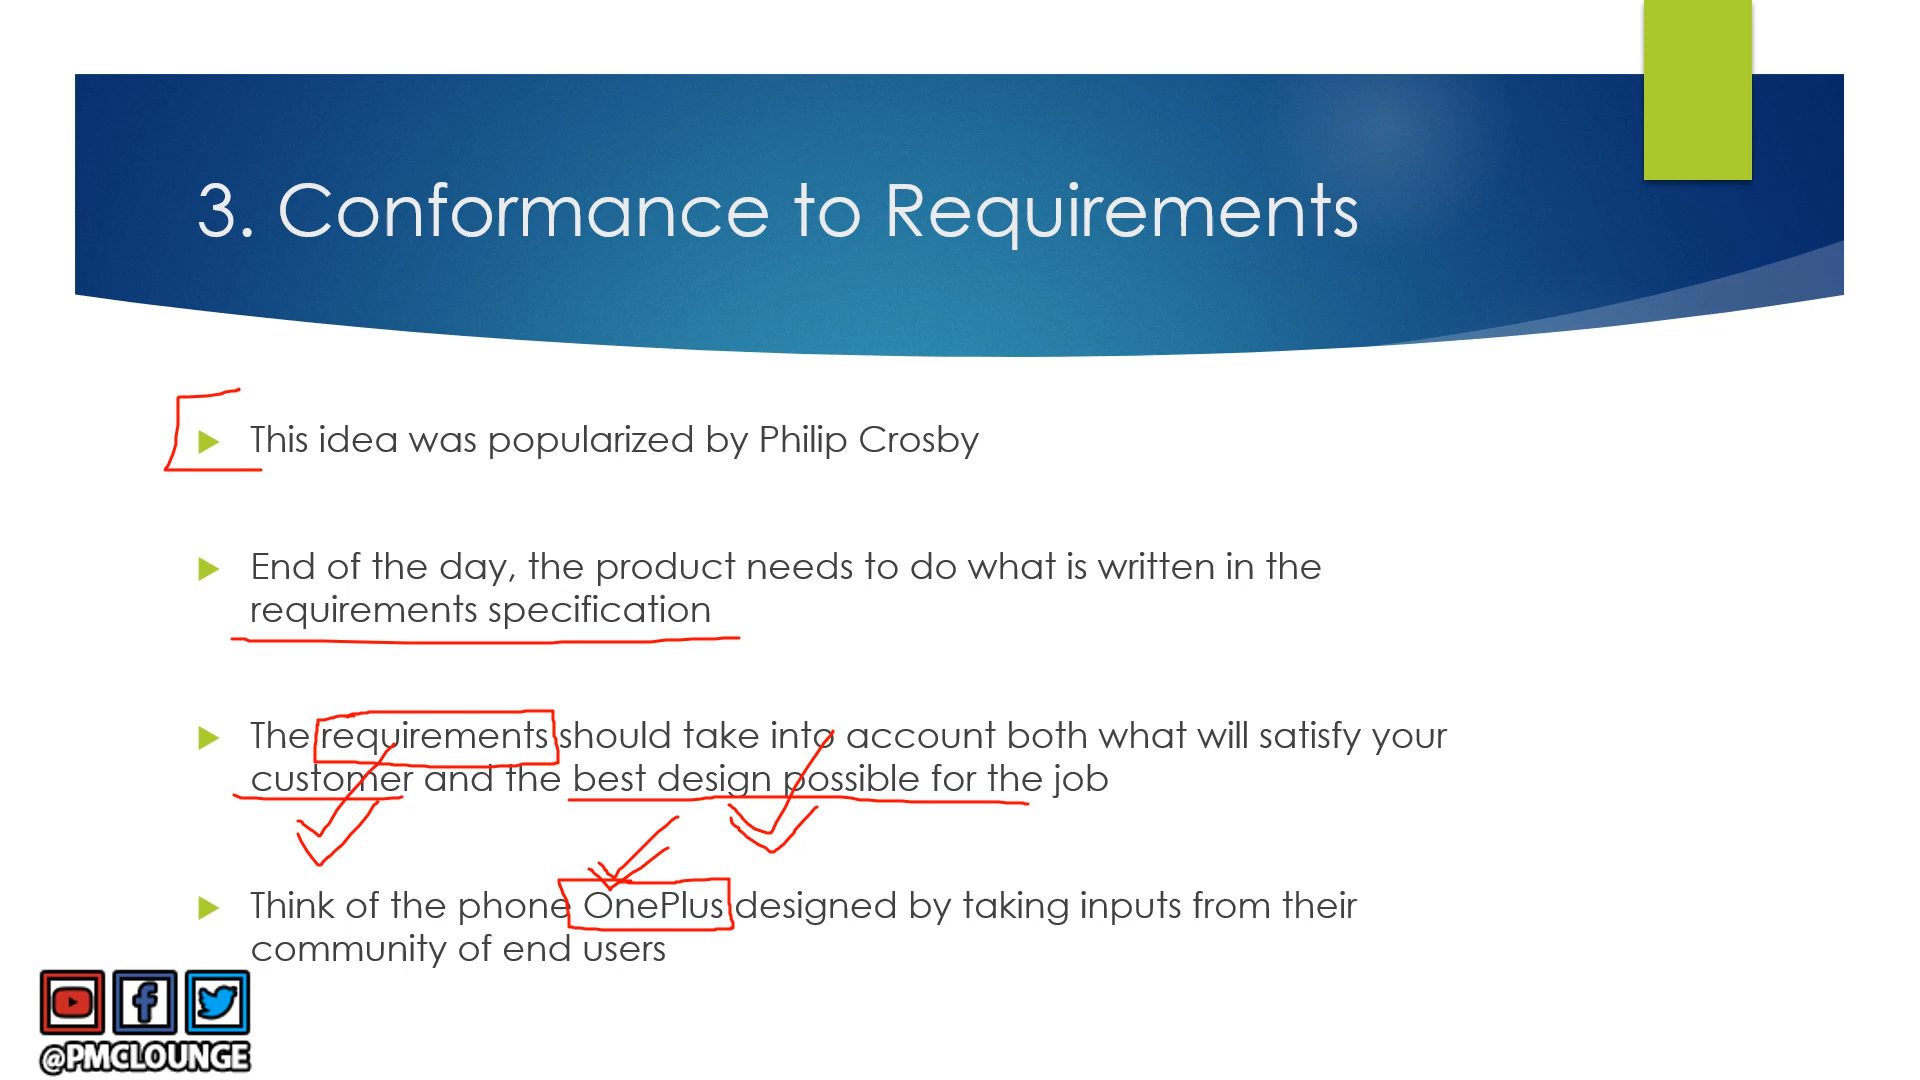 3. Conformance to Requirements
This idea was popularized by Philip Crosby
End of the day, the product needs to do what is written in the
requirements specification
The requirements should take into account both what will satisfy your
customer and the best design possible for the job
Think of the phone OnePlus designed by taking inputs from their
community of end users
@PMCLOUNGE